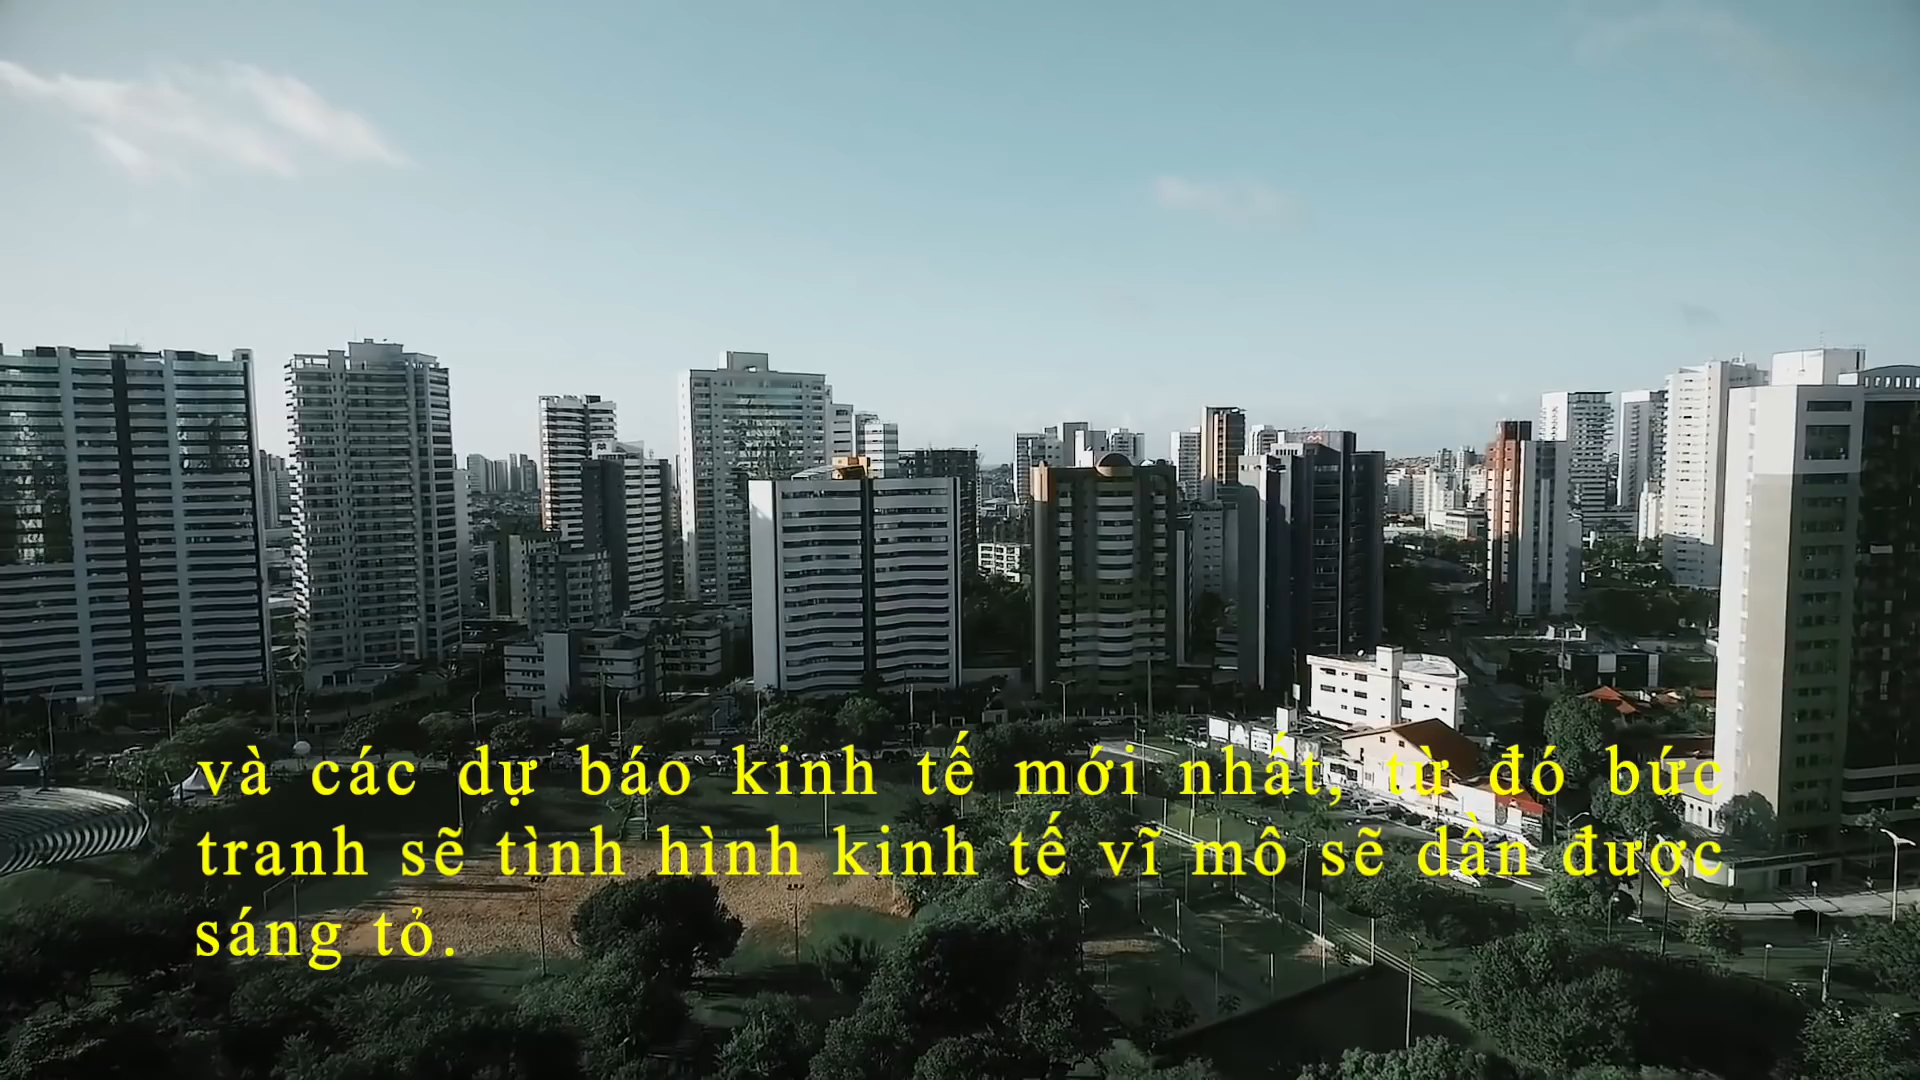 và các dự báo kinh tế mới nhất, từ đó bức
tranh sẽ tình hình kinh tế vĩ mô sẽ dần được
sáng tỏ.